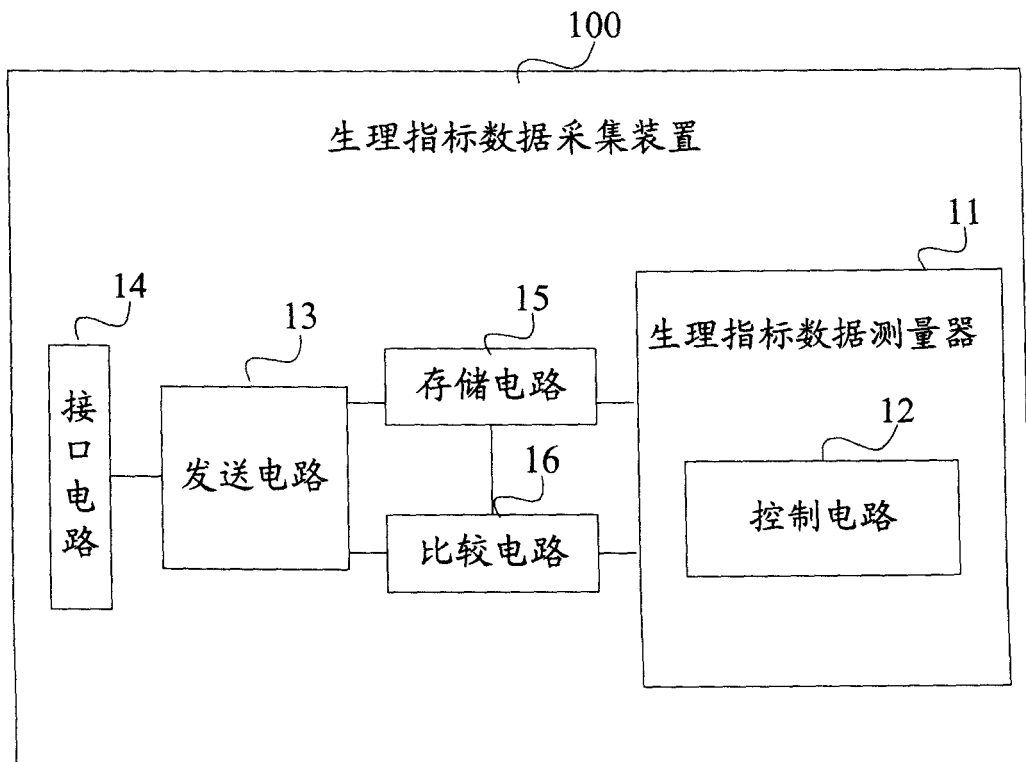 100
生理指标数据采集装置
11
生理指标数据测量器
12
控制电路
15
存储电路
16
比较电路
13
发送电路
14
接口电路